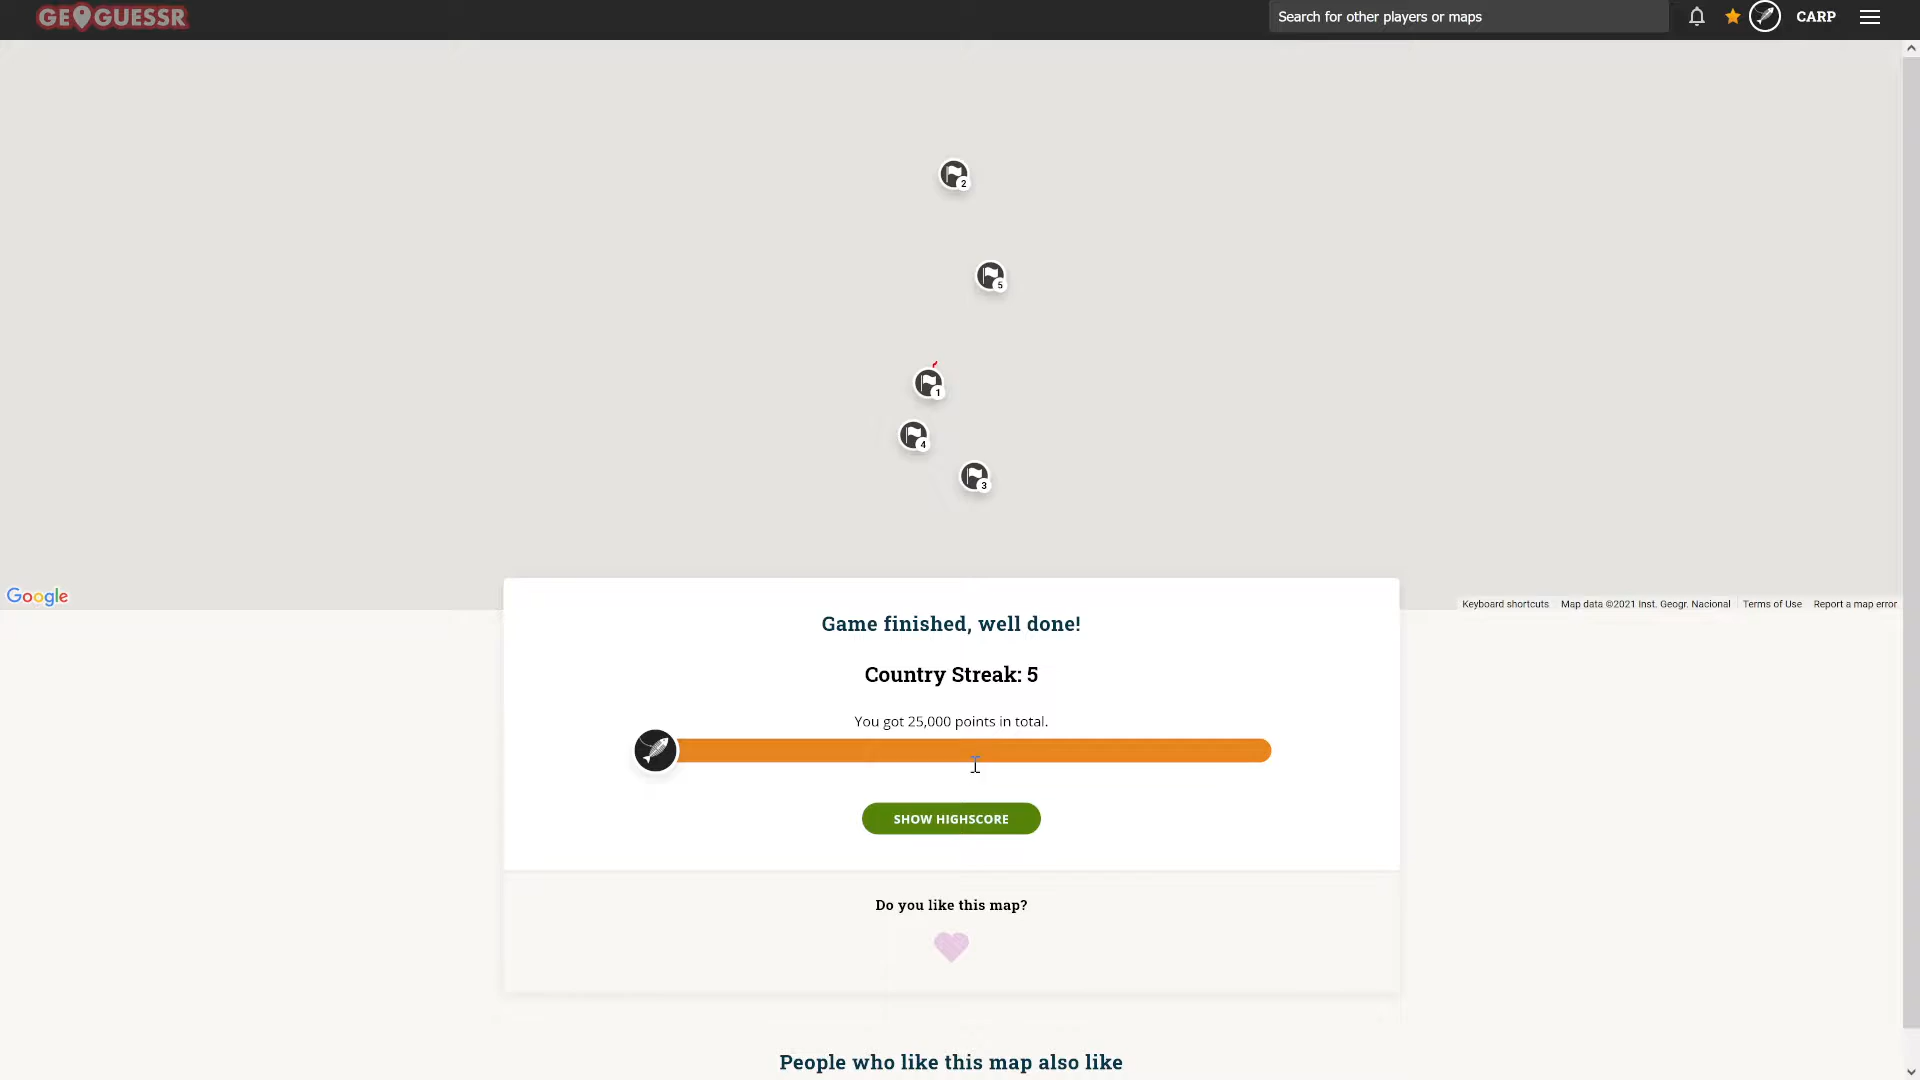 GEOGUESSR
Search for other players or maps
CARP
2
5
1
4
3
Google
Keyboard shortcuts
Map data ©2021 Inst. Geogr. Nacional
Terms of Use
Report a map error
Game finished, well done!
Country Streak: 5
You got 25,000 points in total.
SHOW HIGHSCORE
Do you like this map?
People who like this map also like